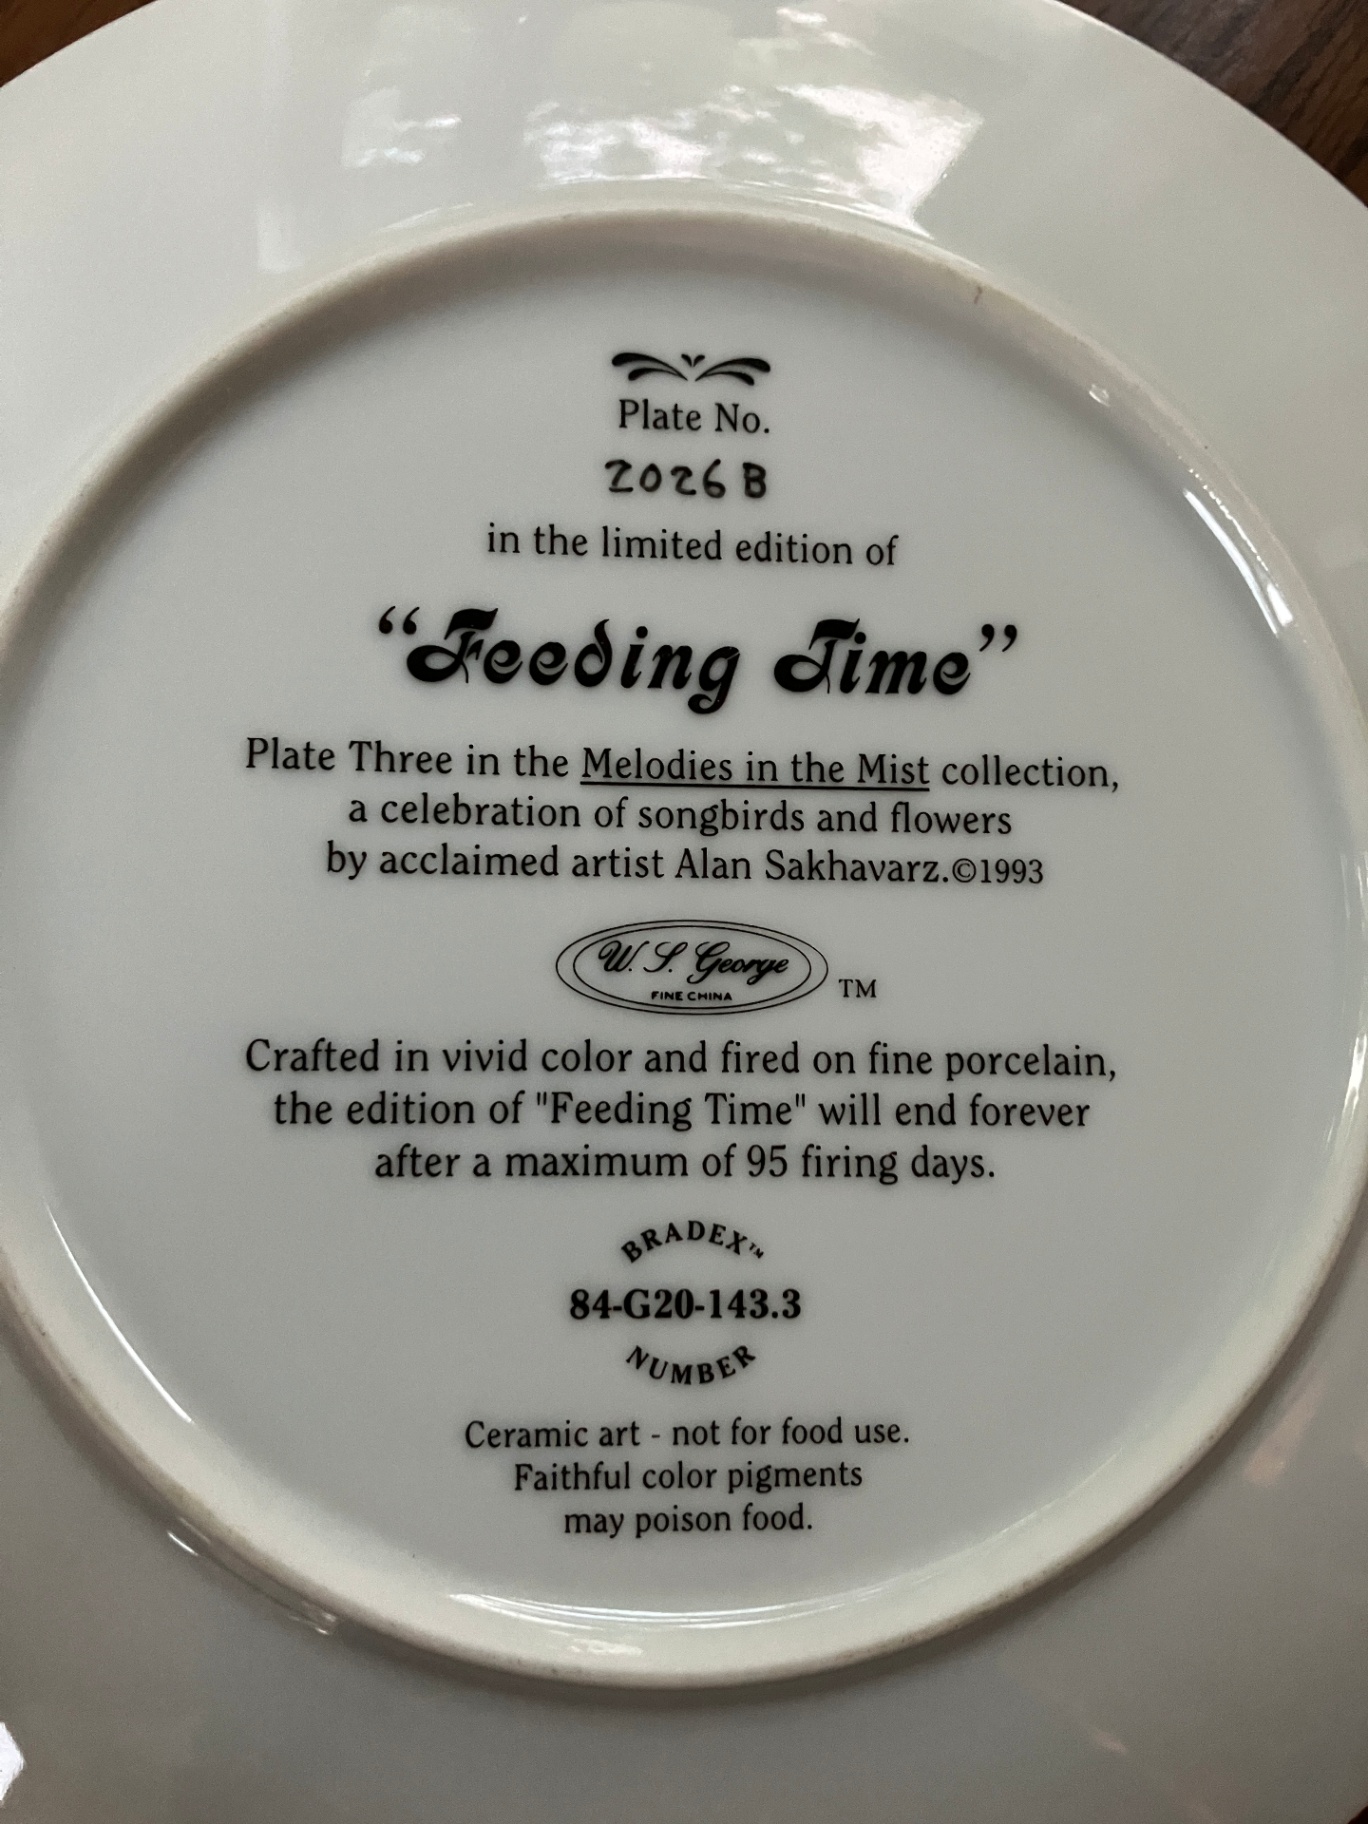 Plate No.
2026 B
in the limited edition of
“Feeding Time”
Plate Three in the Melodies in the Mist collection,
a celebration of songbirds and flowers
by acclaimed artist Alan Sakhavarz.©1993
W. S. George
FINE CHINA
TM
Crafted in vivid color and fired on fine porcelain,
the edition of "Feeding Time" will end forever
after a maximum of 95 firing days.
BRADEX™
84-G20-143.3
NUMBER
Ceramic art - not for food use.
Faithful color pigments
may poison food.